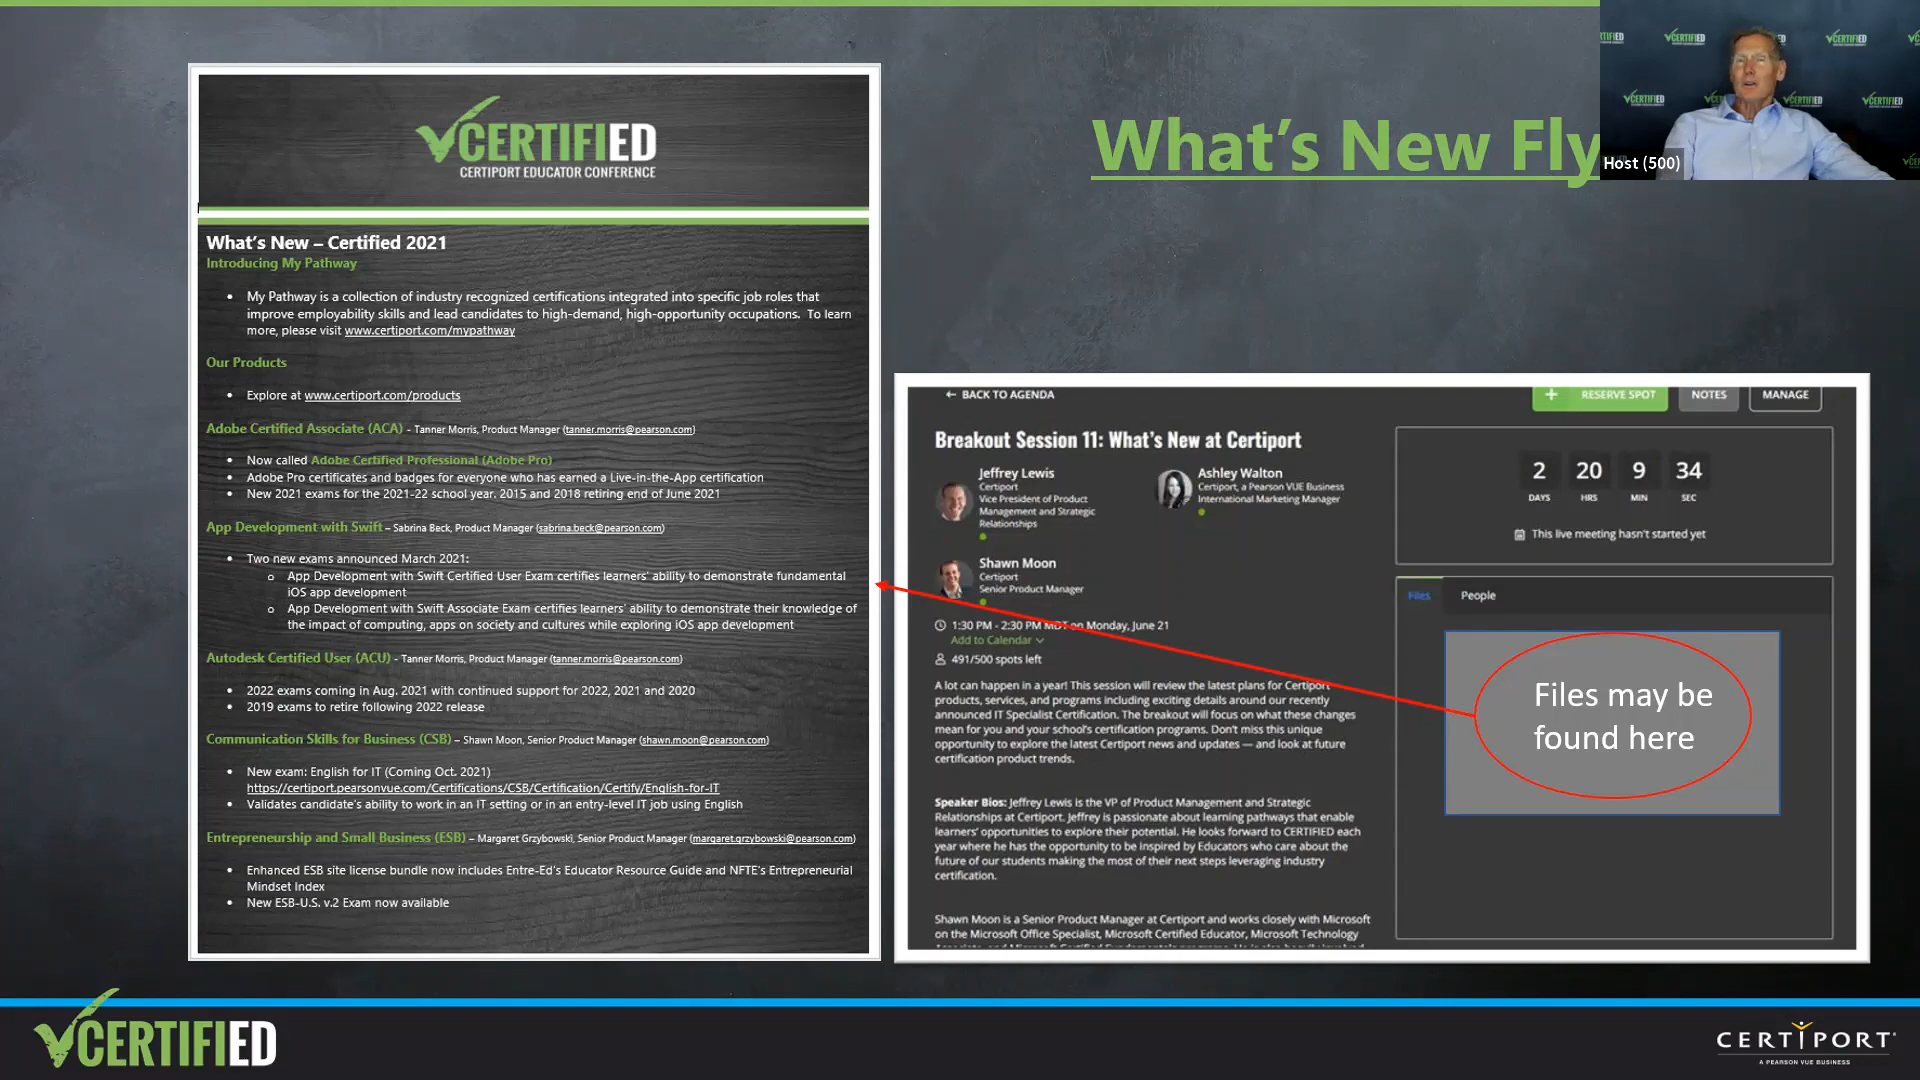 CERTIFIED
CERTIPORT EDUCATOR CONFERENCE
What's New – Certified 2021
Introducing My Pathway
• My Pathway is a collection of industry recognized certifications integrated into specific job roles that
improve employability skills and lead candidates to high-demand, high-opportunity occupations. To learn
more, please visit www.certiport.com/mypathway
Our Products
• Explore at www.certiport.com/products
Adobe Certified Associate (ACA) - Tanner Morris, Product Manager (tanner.morris@pearson.com)
• Now called Adobe Certified Professional (Adobe Pro)
• Adobe Pro certificates and badges for everyone who has earned a Live-in-the-App certification
• New 2021 exams for the 2021-22 school year. 2015 and 2018 retiring end of June 2021
App Development with Swift – Sabrina Beck, Product Manager (sabrina.beck@pearson.com)
• Two new exams announced March 2021:
o App Development with Swift Certified User Exam certifies learners' ability to demonstrate fundamental
iOS app development
o App Development with Swift Associate Exam certifies learners' ability to demonstrate their knowledge of
the impact of computing, apps on society and cultures while exploring iOS app development
Autodesk Certified User (ACU) - Tanner Morris, Product Manager (tanner.morris@pearson.com)
• 2022 exams coming in Aug. 2021 with continued support for 2022, 2021 and 2020
• 2019 exams to retire following 2022 release
Communication Skills for Business (CSB) – Shawn Moon, Senior Product Manager (shawn.moon@pearson.com)
• New exam: English for IT (Coming Oct. 2021)
https://certiport.pearsonvue.com/Certifications/CSB/Certification/Certify/English-for-IT
• Validates candidate's ability to work in an IT setting or in an entry-level IT job using English
Entrepreneurship and Small Business (ESB) – Margaret Grzybowski, Senior Product Manager (margaret.grzybowski@pearson.com)
• Enhanced ESB site license bundle now includes Entre-Ed's Educator Resource Guide and NFTE's Entrepreneurial
Mindset Index
• New ESB-U.S. v.2 Exam now available
What's New Fly
Host (500)
CERTIFIED
CERTIFIED
CERTIFIED
CERTIFIED
CERTIFIED
← BACK TO AGENDA
+ RESERVE SPOT
NOTES
MANAGE
Breakout Session 11: What's New at Certiport
Jeffrey Lewis
Certiport
Vice President of Product
Management and Strategic
Relationships
Ashley Walton
Certiport, a Pearson VUE Business
International Marketing Manager
Shawn Moon
Certiport
Senior Product Manager
1:30 PM - 2:30 PM MDT on Monday, June 21
Add to Calendar
491/500 spots left
A lot can happen in a year! This session will review the latest plans for Certiport
products, services, and programs including exciting details around our recently
announced IT Specialist Certification. The breakout will focus on what these changes
mean for you and your school's certification programs. Don't miss this unique
opportunity to explore the latest Certiport news and updates — and look at future
certification product trends.
Speaker Bios: Jeffrey Lewis is the VP of Product Management and Strategic
Relationships at Certiport. Jeffrey is passionate about learning pathways that enable
learners' opportunities to explore their potential. He looks forward to CERTIFIED each
year where he has the opportunity to be inspired by Educators who care about the
future of our students making the most of their next steps leveraging industry
certification.
Shawn Moon is a Senior Product Manager at Certiport and works closely with Microsoft
on the Microsoft Office Specialist, Microsoft Certified Educator, Microsoft Technology
2 20 9 34
DAYS HRS MIN SEC
This live meeting hasn't started yet
Files
People
Files may be
found here
CERTIFIED
CERTIPORT
A PEARSON VUE BUSINESS